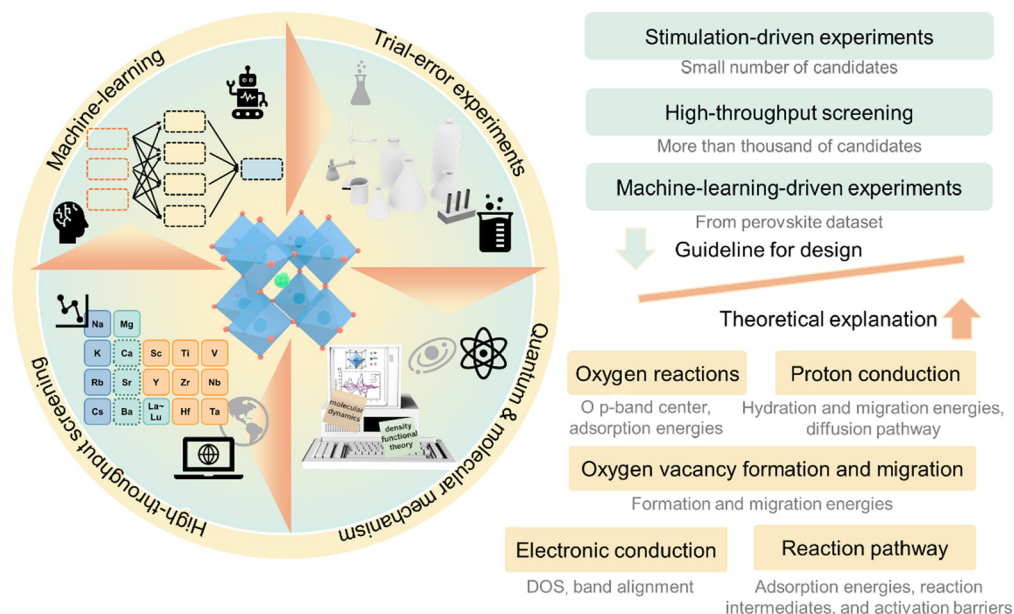 Machine-learning
Trial-error experiments
Quantum & molecular mechanism
High-throughput screening
Na Mg
K Ca Sc Ti V
Rb Sr Y Zr Nb
Cs Ba La~ Hf Ta
Lu
molecular
dynamics
density
functional
theory
Stimulation-driven experiments
Small number of candidates
High-throughput screening
More than thousand of candidates
Machine-learning-driven experiments
From perovskite dataset
Guideline for design
Theoretical explanation
Oxygen reactions
O p-band center,
adsorption energies
Proton conduction
Hydration and migration energies,
diffusion pathway
Oxygen vacancy formation and migration
Formation and migration energies
Electronic conduction
DOS, band alignment
Reaction pathway
Adsorption energies, reaction
intermediates, and activation barriers